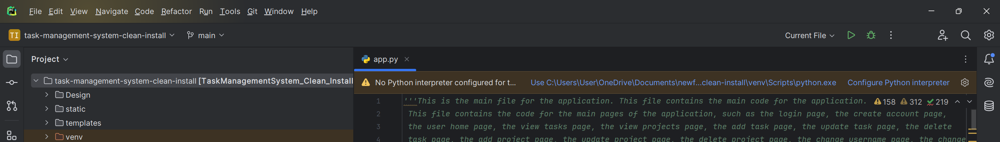 File Edit View Navigate Code Refactor Run Tools Git Window Help
TI task-management-system-clean-install main Current File
Project
app.py
task-management-system-clean-install [TaskManagementSystem_Clean_Install
No Python interpreter configured for t... Use C:\Users\User\OneDrive\Documents\newf...clean-install\venv\Scripts\python.exe Configure Python interpreter
Design
static
templates
venv
1 '''This is the main file for the application. This file contains the main code for the application. 158 312 219
2 This file contains the code for the main pages of the application, such as the login page, the create account page,
3 the user home page, the view tasks page, the view projects page, the add task page, the update task page, the delete
4 task page, the add project page, the update project page, the delete project page, the change username page, the change